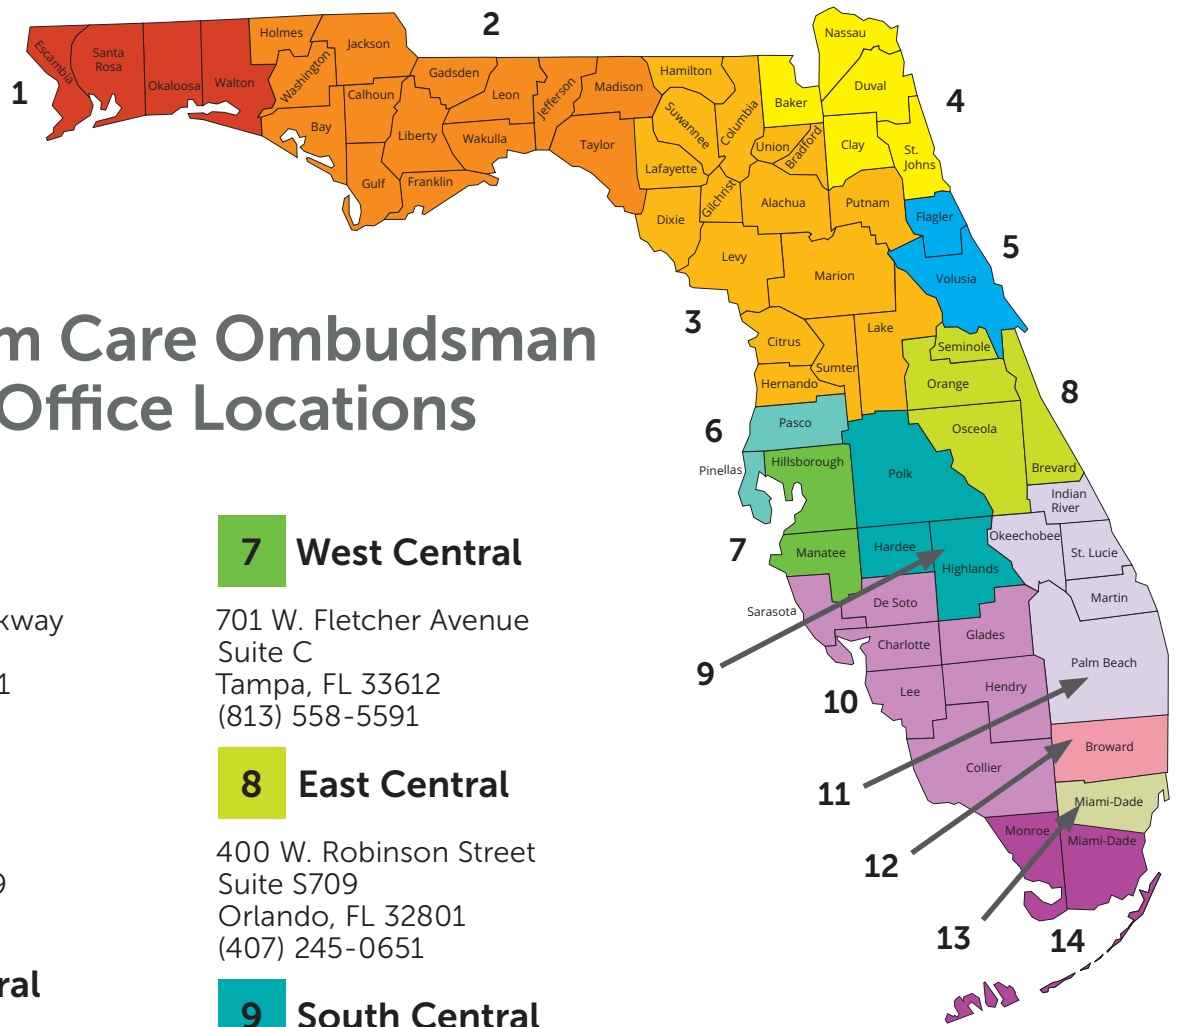 1
2
3
4
5
6
7
8
9
10
11
12
13
14
Escambia
Santa
Rosa
Okaloosa
Walton
Holmes
Washington
Jackson
Bay
Calhoun
Gulf
Liberty
Gadsden
Franklin
Leon
Wakulla
Jefferson
Madison
Taylor
Hamilton
Suwannee
Lafayette
Dixie
Columbia
Gilchrist
Levy
Union
Bradford
Alachua
Putnam
Marion
Citrus
Hernando
Sumter
Lake
Baker
Nassau
Duval
Clay
St.
Johns
Flagler
Volusia
Seminole
Orange
Osceola
Brevard
Pasco
Pinellas
Hillsborough
Manatee
Polk
Hardee
Highlands
Sarasota
De Soto
Charlotte
Glades
Lee
Hendry
Collier
Indian
River
Okeechobee
St. Lucie
Martin
Palm Beach
Broward
Miami-Dade
Monroe
Miami-Dade
m Care Ombudsman
Office Locations
kway
1
9
ral
7 West Central
701 W. Fletcher Avenue
Suite C
Tampa, FL 33612
(813) 558-5591
8 East Central
400 W. Robinson Street
Suite S709
Orlando, FL 32801
(407) 245-0651
9 South Central